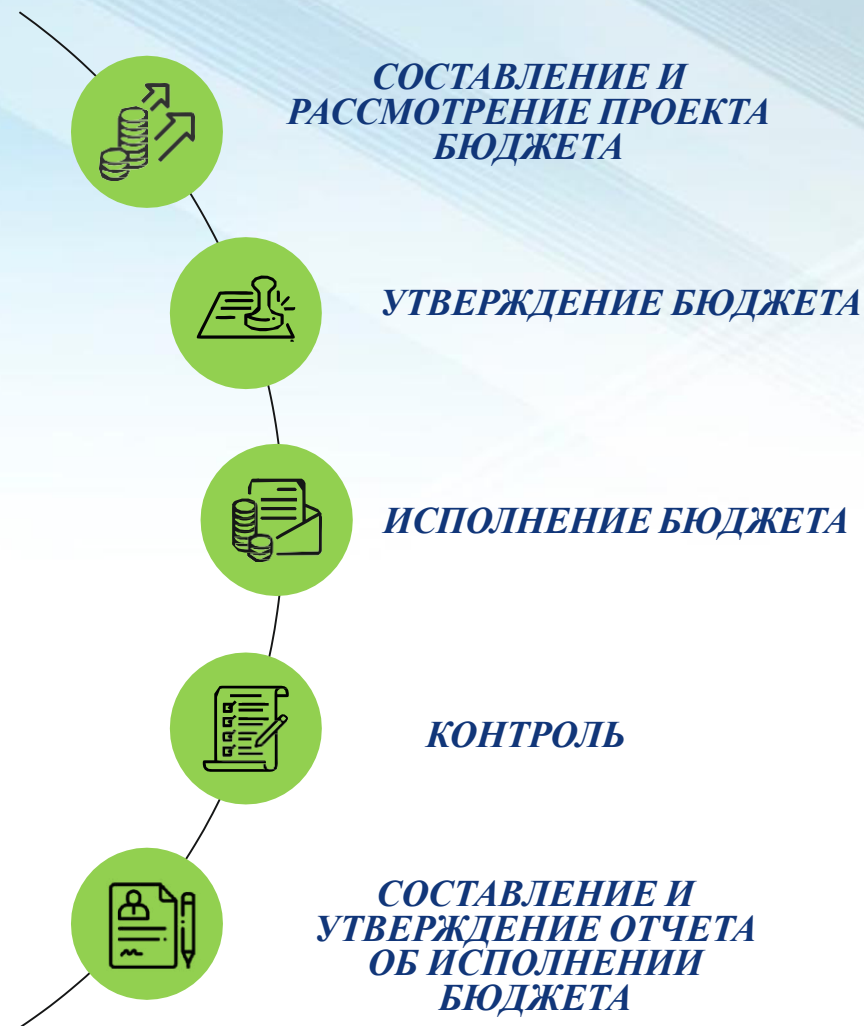 СОСТАВЛЕНИЕ И
РАССМОТРЕНИЕ ПРОЕКТА
БЮДЖЕТА
УТВЕРЖДЕНИЕ БЮДЖЕТА
ИСПОЛНЕНИЕ БЮДЖЕТА
КОНТРОЛЬ
СОСТАВЛЕНИЕ И
УТВЕРЖДЕНИЕ ОТЧЕТА
ОБ ИСПОЛНЕНИИ
БЮДЖЕТА